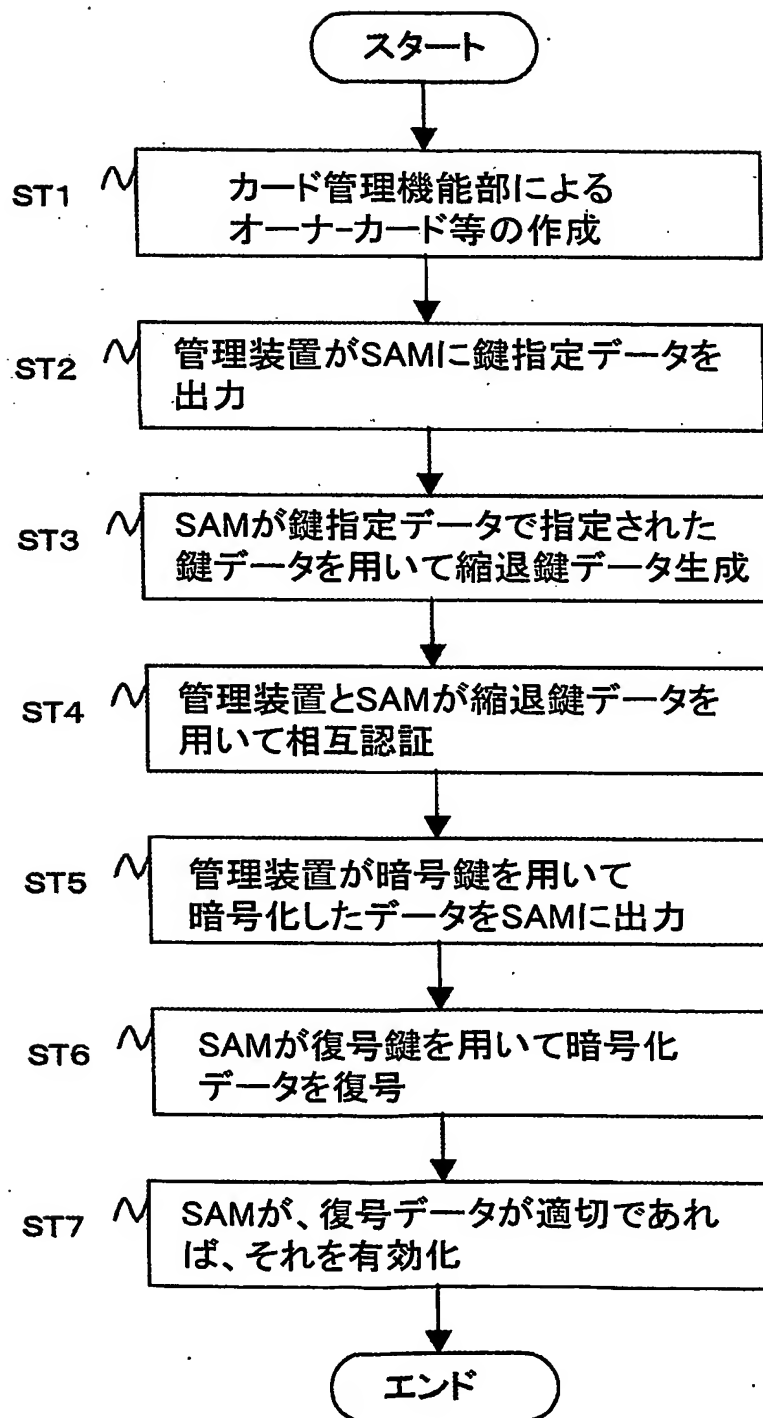 スタート
ST1
カード管理機能部による
オーナーカード等の作成
ST2
管理装置がSAMに鍵指定データを
出力
ST3
SAMが鍵指定データで指定された
鍵データを用いて縮退鍵データ生成
ST4
管理装置とSAMが縮退鍵データを
用いて相互認証
ST5
管理装置が暗号鍵を用いて
暗号化したデータをSAMに出力
ST6
SAMが復号鍵を用いて暗号化
データを復号
ST7
SAMが、復号データが適切であれ
ば、それを有効化
エンド